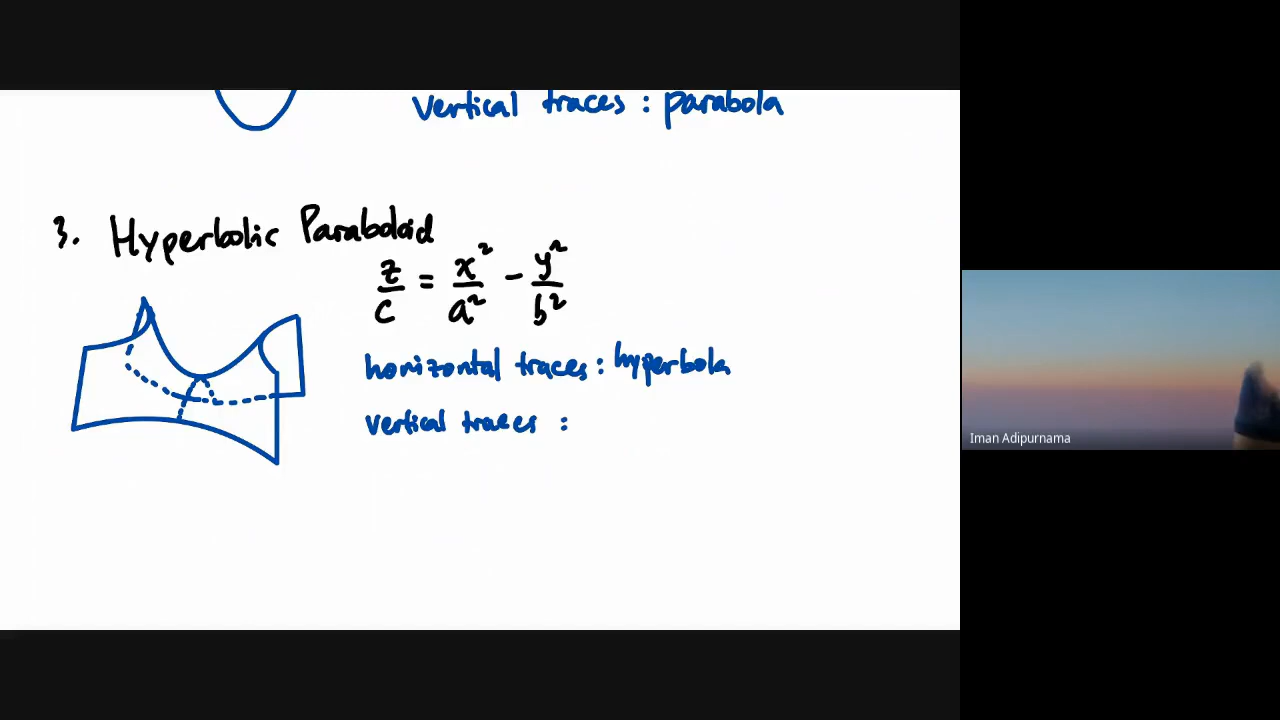 vertical traces : parabola
3. Hyperbolic Paraboloid
z/c = x²/a² - y²/b²
horizontal traces : hyperbola
vertical traces :
Iman Adipurnama